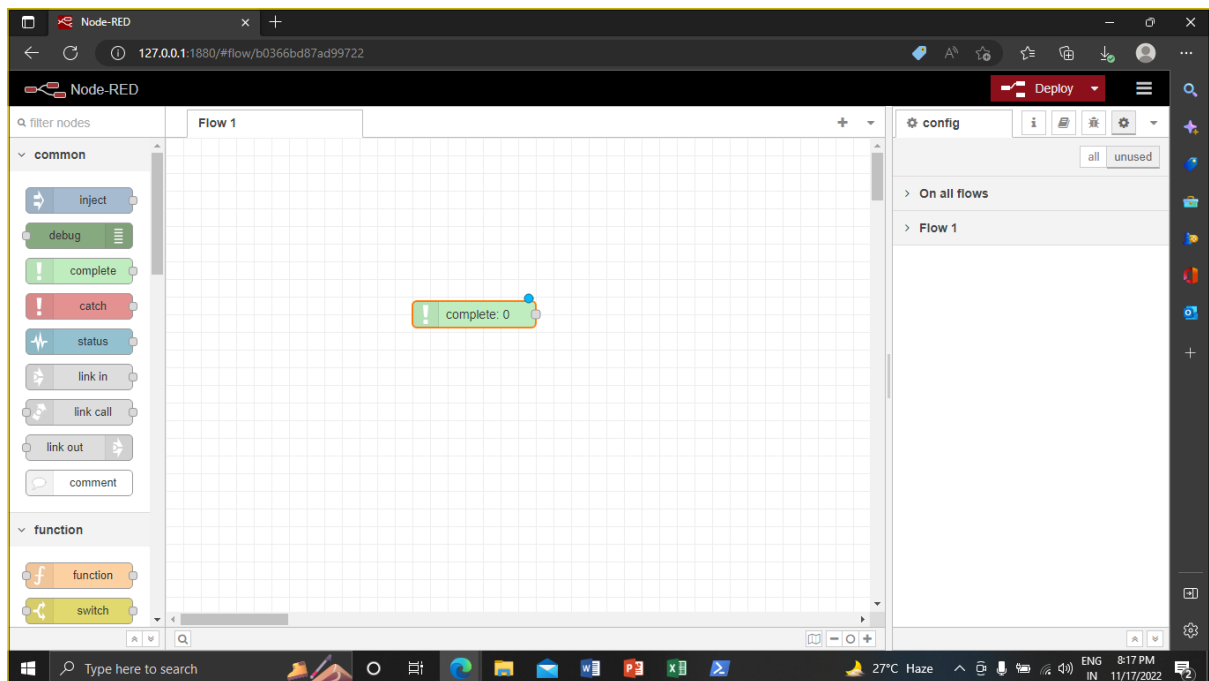 Node-RED
127.0.0.1:1880/#flow/b0366bd87ad99722
Node-RED
Deploy
filter nodes
Flow 1
config
all unused
common
On all flows
Flow 1
inject
debug
complete
catch
status
link in
link call
link out
comment
complete: 0
function
function
switch
Type here to search
27°C Haze
ENG
IN
8:17 PM
11/17/2022